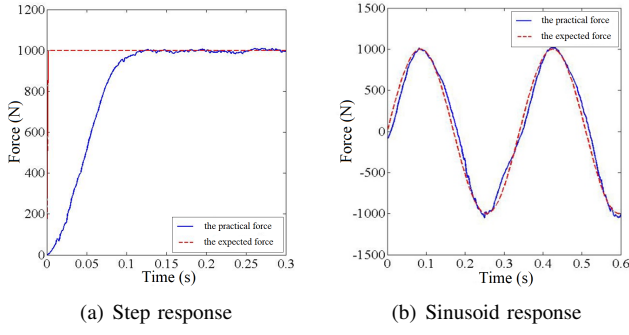 1200
1000
800
600
400
200
0
Force (N)
0
0.05
0.1
0.15
0.2
0.25
0.3
Time (s)
the practical force
the expected force
(a) Step response
1500
1000
500
0
-500
-1000
-1500
Force (N)
0
0.1
0.2
0.3
0.4
0.5
0.6
Time (s)
the practical force
the expected force
(b) Sinusoid response